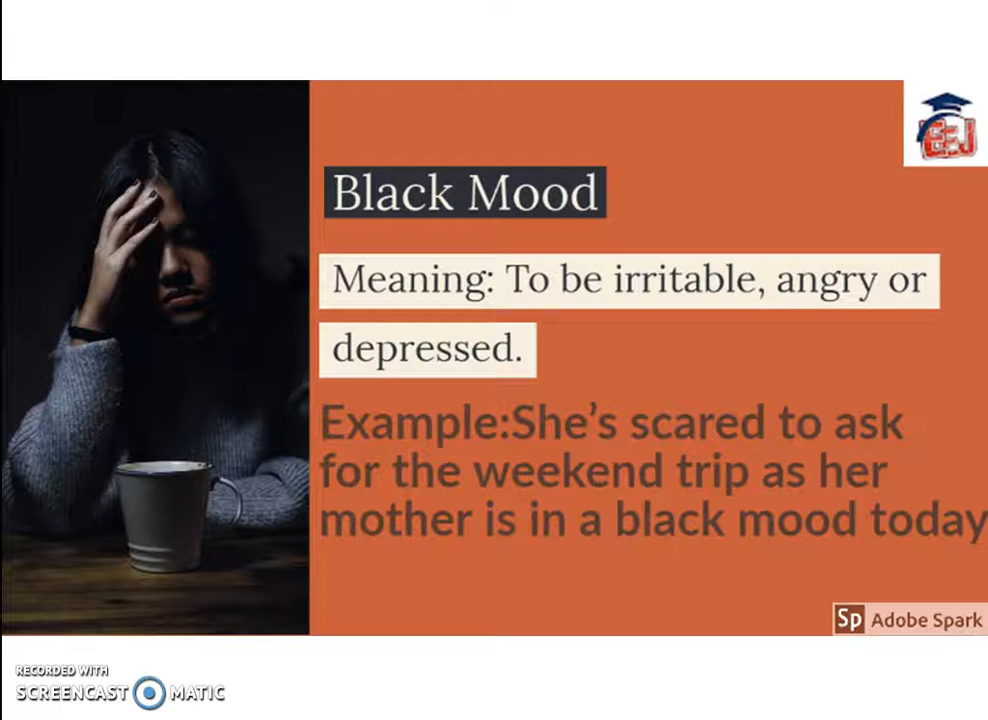 EEJ
Black Mood
Meaning: To be irritable, angry or
depressed.
Example:She’s scared to ask
for the weekend trip as her
mother is in a black mood today
Sp Adobe Spark
RECORDED WITH
SCREENCAST MATIC